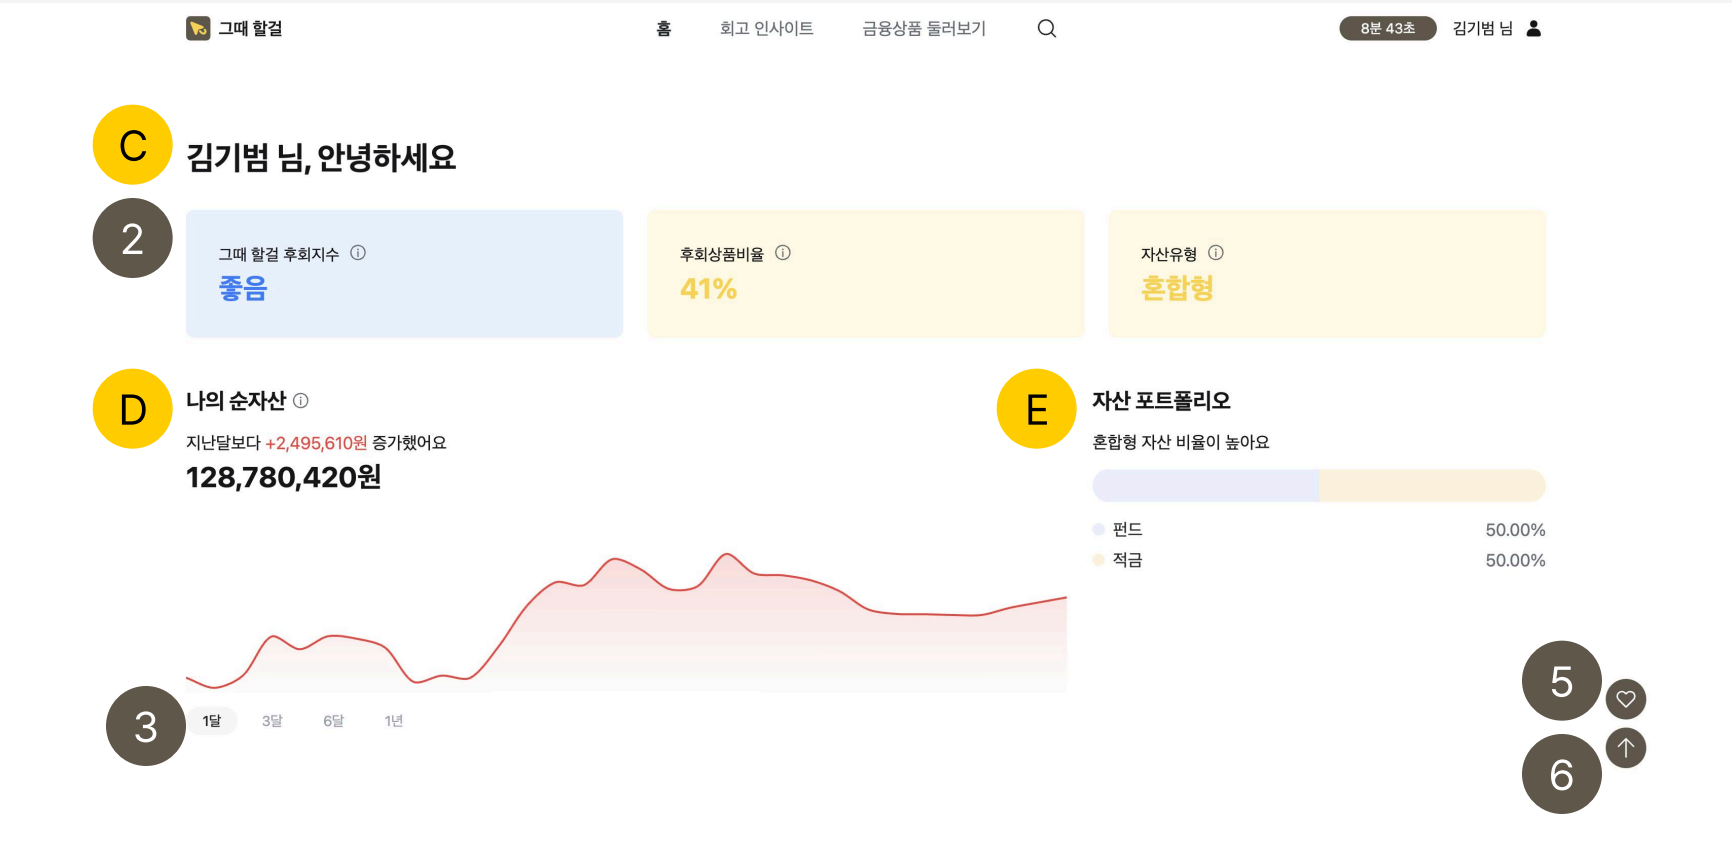 그때 할걸
홈
회고 인사이트
금융상품 둘러보기
8분 43초
김기범 님
C
김기범 님, 안녕하세요
2
그때 할걸 후회지수
좋음
후회상품비율
41%
자산유형
혼합형
D
나의 순자산
지난달보다 +2,495,610원 증가했어요
128,780,420원
E
자산 포트폴리오
혼합형 자산 비율이 높아요
펀드 50.00%
적금 50.00%
3
1달
3달
6달
1년
5
6